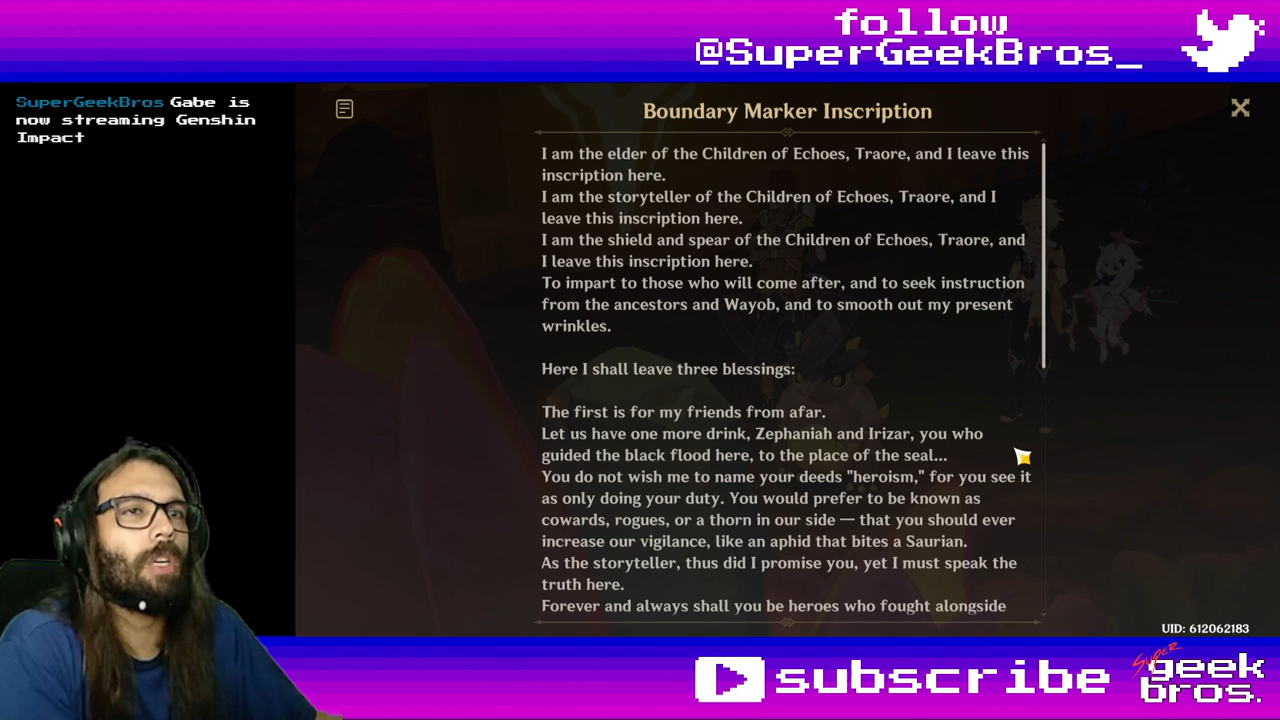 follow
@SuperGeekBros_
SuperGeekBros Gabe is
now streaming Genshin
Impact
Boundary Marker Inscription
I am the elder of the Children of Echoes, Traore, and I leave this
inscription here.
I am the storyteller of the Children of Echoes, Traore, and I
leave this inscription here.
I am the shield and spear of the Children of Echoes, Traore, and
I leave this inscription here.
To impart to those who will come after, and to seek instruction
from the ancestors and Wayob, and to smooth out my present
wrinkles.
Here I shall leave three blessings:
The first is for my friends from afar.
Let us have one more drink, Zephaniah and Irizar, you who
guided the black flood here, to the place of the seal...
You do not wish me to name your deeds "heroism," for you see it
as only doing your duty. You would prefer to be known as
cowards, rogues, or a thorn in our side — that you should ever
increase our vigilance, like an aphid that bites a Saurian.
As the storyteller, thus did I promise you, yet I must speak the
truth here.
Forever and always shall you be heroes who fought alongside
UID: 612062183
subscribe
super
geek
bros.